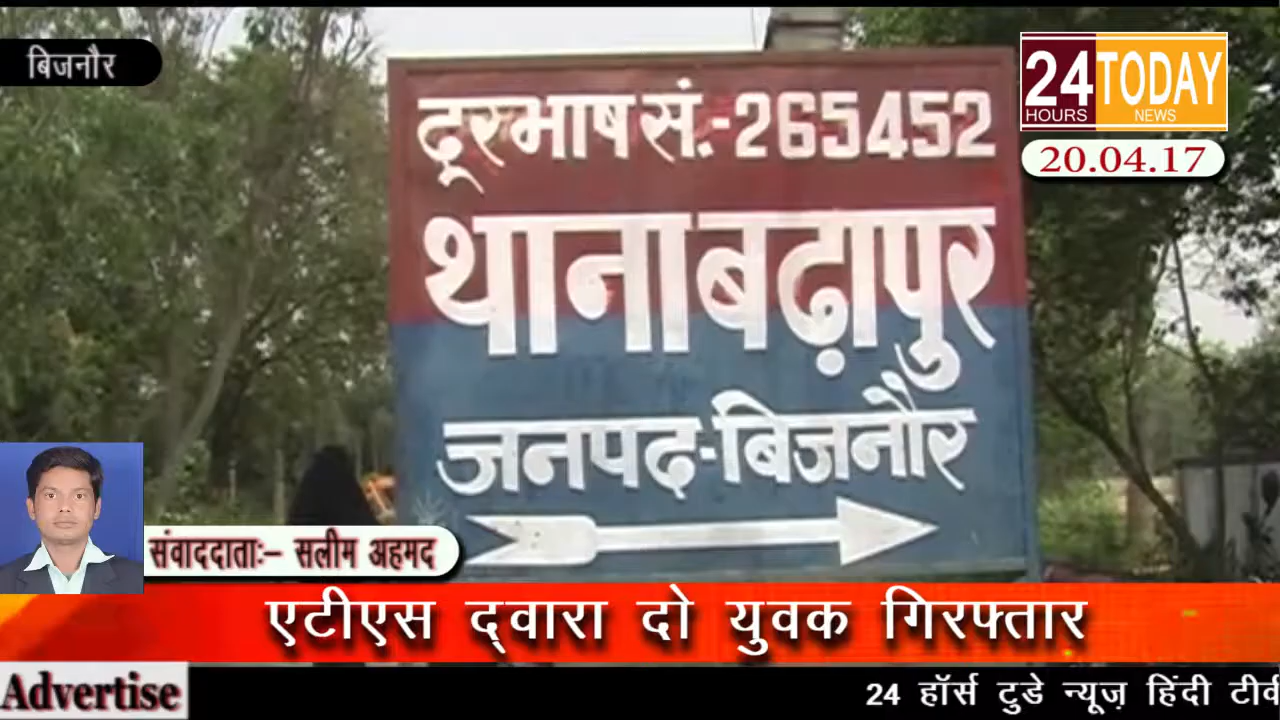 बिजनौर
24 TODAY
HOURS NEWS
20.04.17
दूरभाष सं.-265452
थाना बढ़ापुर
जनपद-बिजनौर
संवाददाताः- सलीम अहमद
एटीएस द्वारा दो युवक गिरफ्तार
Advertise
24 हॉर्स टुडे न्यूज़ हिंदी टीवी